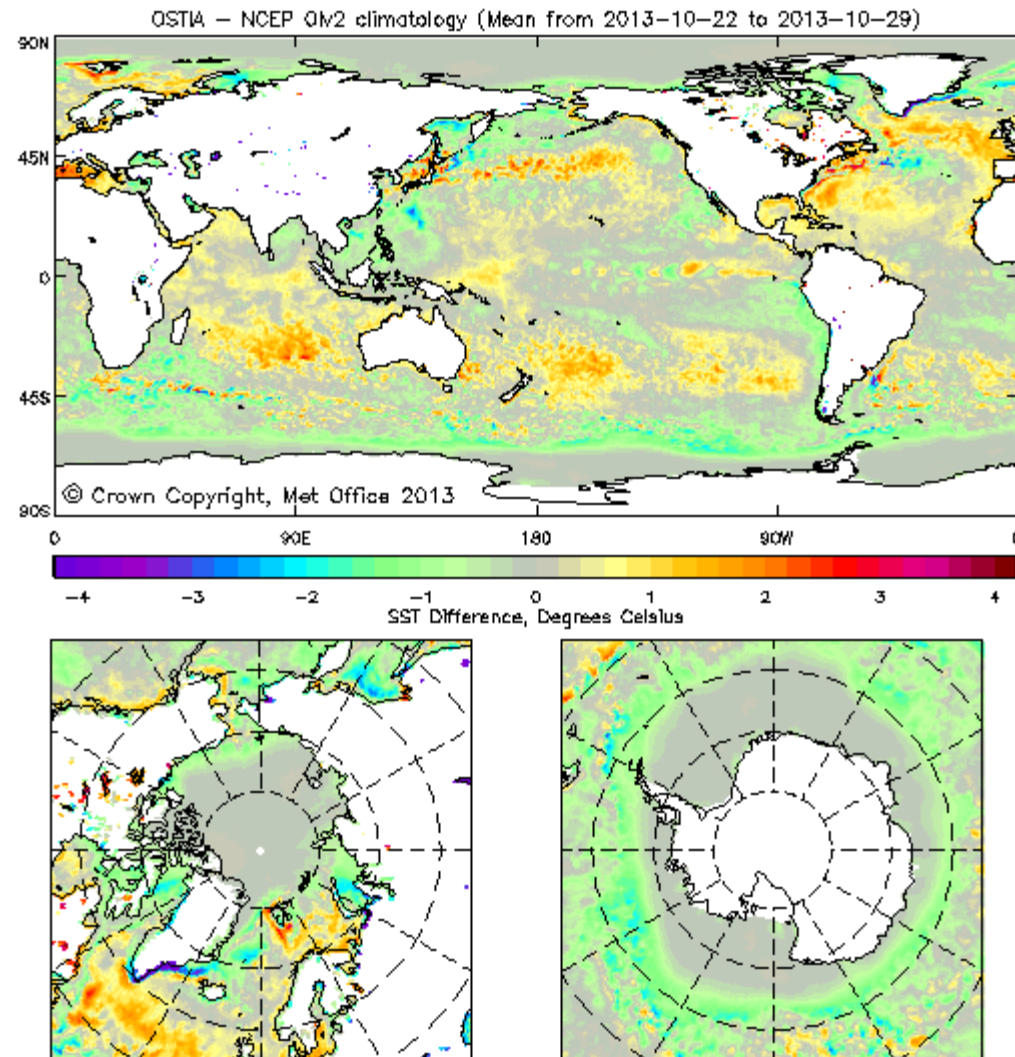 OSTIA – NCEP OIv2 climatology (Mean from 2013–10–22 to 2013–10–29)
90N
45N
0
45S
90S
© Crown Copyright, Met Office 2013
0 90E 180 90W 0
–4 –3 –2 –1 0 1 2 3 4
SST Difference, Degrees Celsius